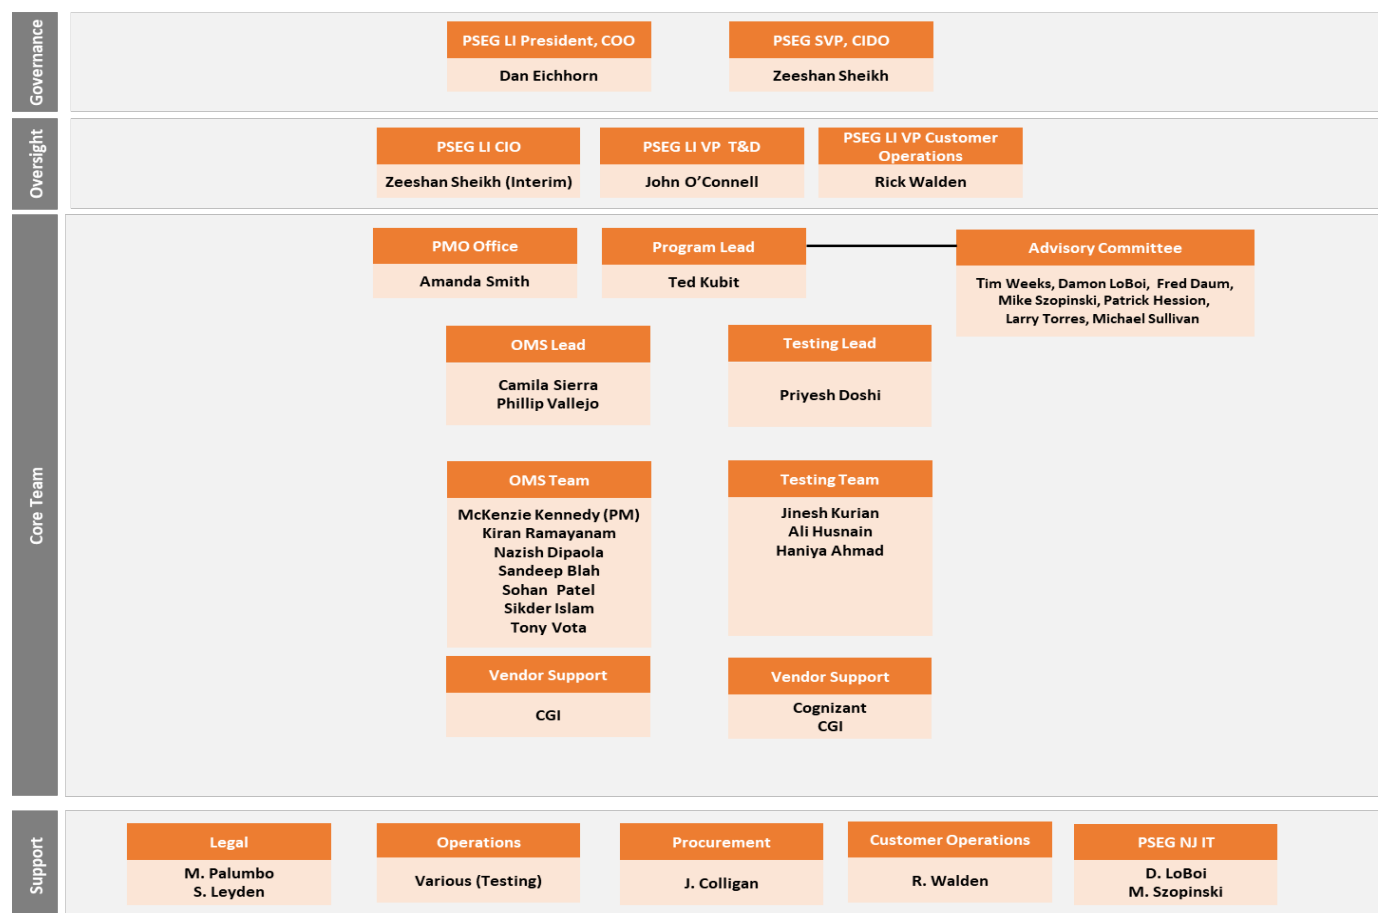 Governance
PSEG LI President, COO
Dan Eichhorn
PSEG SVP, CIDO
Zeeshan Sheikh
Oversight
PSEG LI CIO
Zeeshan Sheikh (Interim)
PSEG LI VP T&D
John O'Connell
PSEG LI VP Customer
Operations
Rick Walden
Core Team
PMO Office
Amanda Smith
Program Lead
Ted Kubit
Advisory Committee
Tim Weeks, Damon LoBoi, Fred Daum,
Mike Szopinski, Patrick Hession,
Larry Torres, Michael Sullivan
OMS Lead
Camila Sierra
Phillip Vallejo
Testing Lead
Priyesh Doshi
OMS Team
McKenzie Kennedy (PM)
Kiran Ramayanam
Nazish Dipaola
Sandeep Blah
Sohan Patel
Sikder Islam
Tony Vota
Testing Team
Jinesh Kurian
Ali Husnain
Haniya Ahmad
Vendor Support
CGI
Vendor Support
Cognizant
CGI
Support
Legal
M. Palumbo
S. Leyden
Operations
Various (Testing)
Procurement
J. Colligan
Customer Operations
R. Walden
PSEG NJ IT
D. LoBoi
M. Szopinski